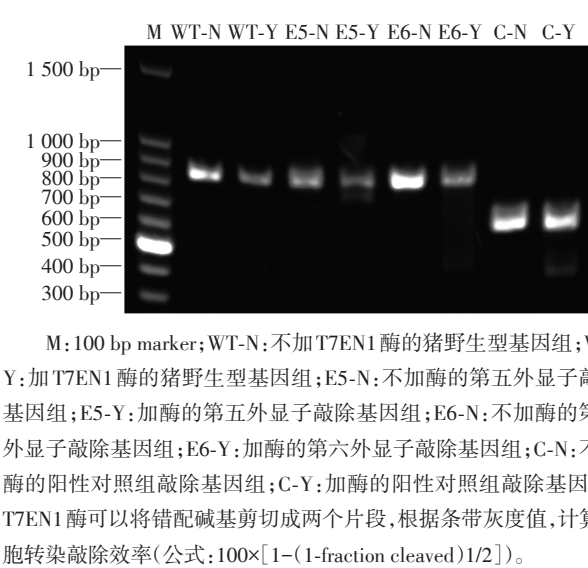 M WT-N WT-Y E5-N E5-Y E6-N E6-Y C-N C-Y
1 500 bp
1 000 bp
900 bp
800 bp
700 bp
600 bp
500 bp
400 bp
300 bp
M:100 bp marker;WT-N:不加T7EN1酶的猪野生型基因组;
Y:加T7EN1酶的猪野生型基因组;E5-N:不加酶的第五外显子
基因组;E5-Y:加酶的第五外显子敲除基因组;E6-N:不加酶的
外显子敲除基因组;E6-Y:加酶的第六外显子敲除基因组;C-N:
酶的阳性对照组敲除基因组;C-Y:加酶的阳性对照组敲除基因
T7EN1酶可以将错配碱基剪切成两个片段,根据条带灰度值,计
胞转染敲除效率(公式:100×[1-(1-fraction cleaved)1/2])。